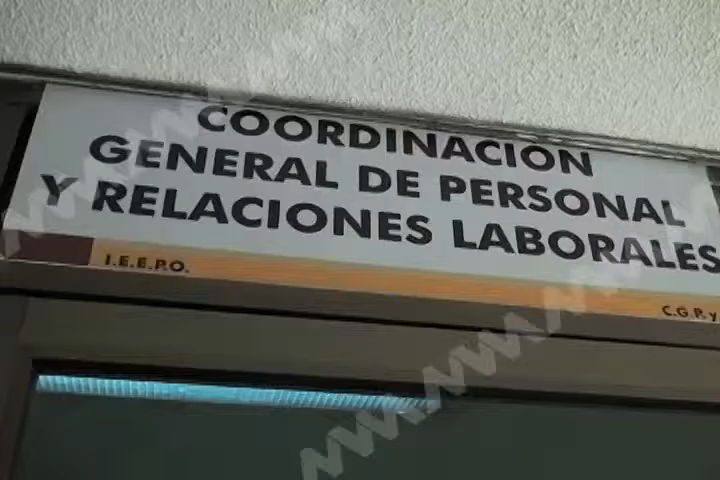 COORDINACION
GENERAL DE PERSONAL
Y RELACIONES LABORALES
I.E.E.P.O.
C.G.P. y